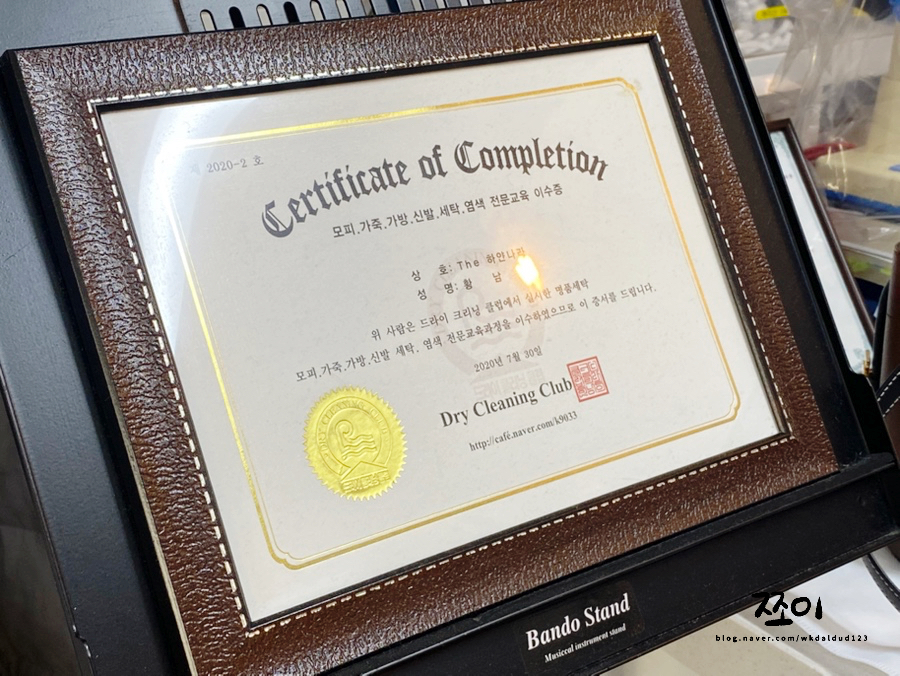 제 2020-2 호
Certificate of Completion
모피.가죽.가방.신발.세탁.염색 전문교육 이수증
상 호: The 하얀나라
성 명: 황 남
위 사람은 드라이 크리닝 클럽에서 실시한 명품세탁
모피.가죽.가방.신발 세탁. 염색 전문교육과정을 이수하였으므로 이 증서를 드립니다.
2020년 7월 30일
Dry Cleaning Club
http://cafe.naver.com/k9033
Bando Stand
Musiccal instrument stand
쪼이
blog.naver.com/wkdaldud123